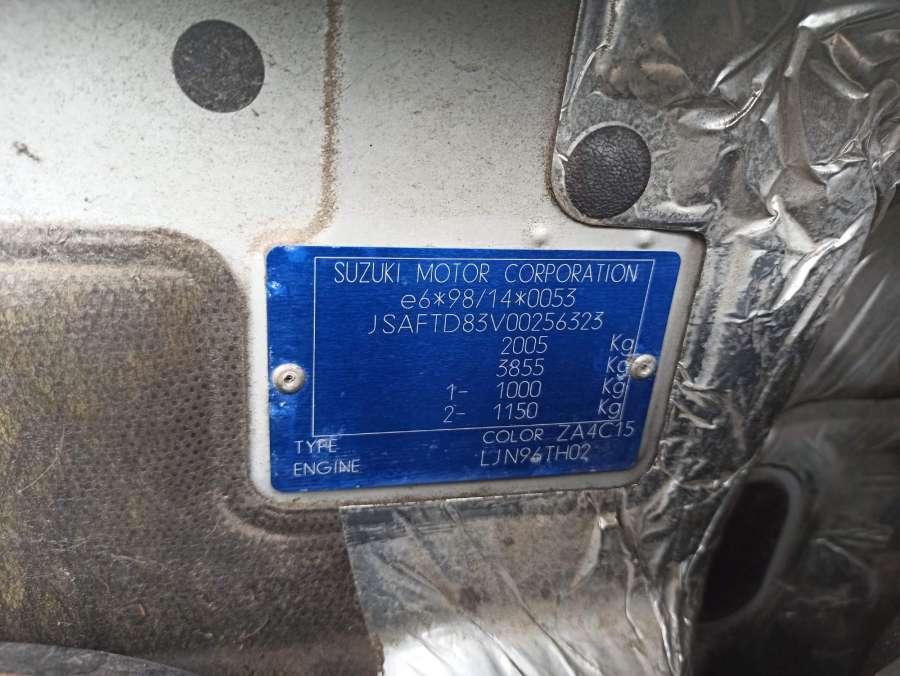 SUZUKI MOTOR CORPORATION
e6*98/14*0053
JSAFTD83V00256323
2005 Kg
3855 Kg
1- 1000 Kg
2- 1150 Kg
TYPE
COLOR ZA4C15
ENGINE LJN96TH02